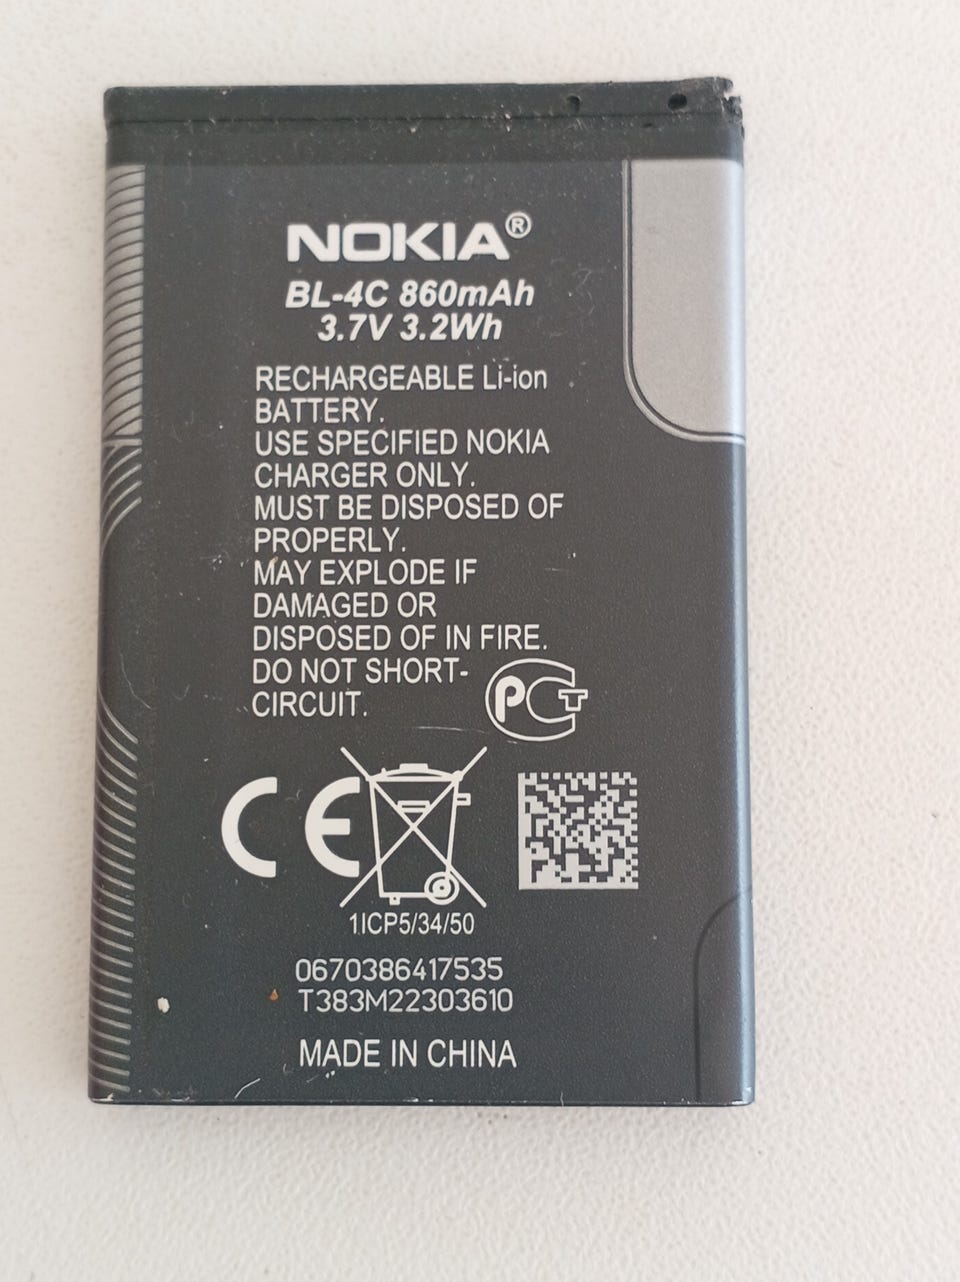 NOKIA®
BL-4C 860mAh
3.7V 3.2Wh
RECHARGEABLE Li-ion
BATTERY.
USE SPECIFIED NOKIA
CHARGER ONLY.
MUST BE DISPOSED OF
PROPERLY.
MAY EXPLODE IF
DAMAGED OR
DISPOSED OF IN FIRE.
DO NOT SHORT-
CIRCUIT.
PCT
CE
1ICP5/34/50
0670386417535
T383M22303610
MADE IN CHINA